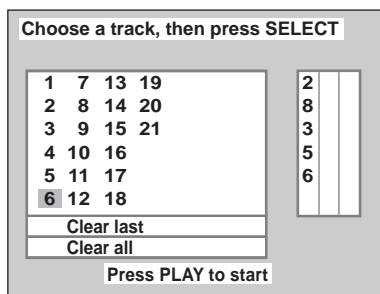 Choose a track, then press SELECT
1 7 13 19 2
2 8 14 20 8
3 9 15 21 3
4 10 16 5
5 11 17 6
6 12 18
Clear last
Clear all
Press PLAY to start